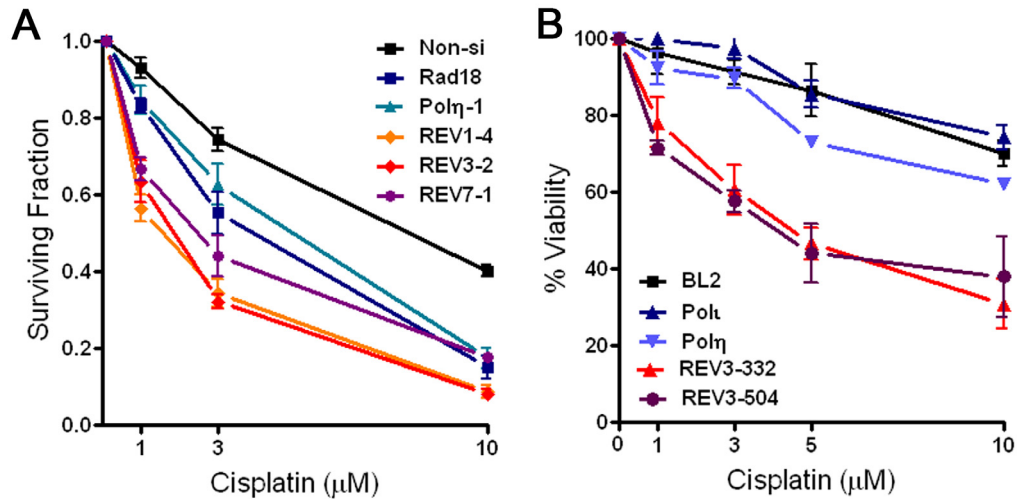 A
Surviving Fraction
1.0
0.8
0.6
0.4
0.2
0.0
1
3
10
Cisplatin (μM)
Non-si
Rad18
Polη-1
REV1-4
REV3-2
REV7-1
B
% Viability
100
80
60
40
20
0
0
1
3
5
10
Cisplatin (μM)
BL2
Polι
Polη
REV3-332
REV3-504